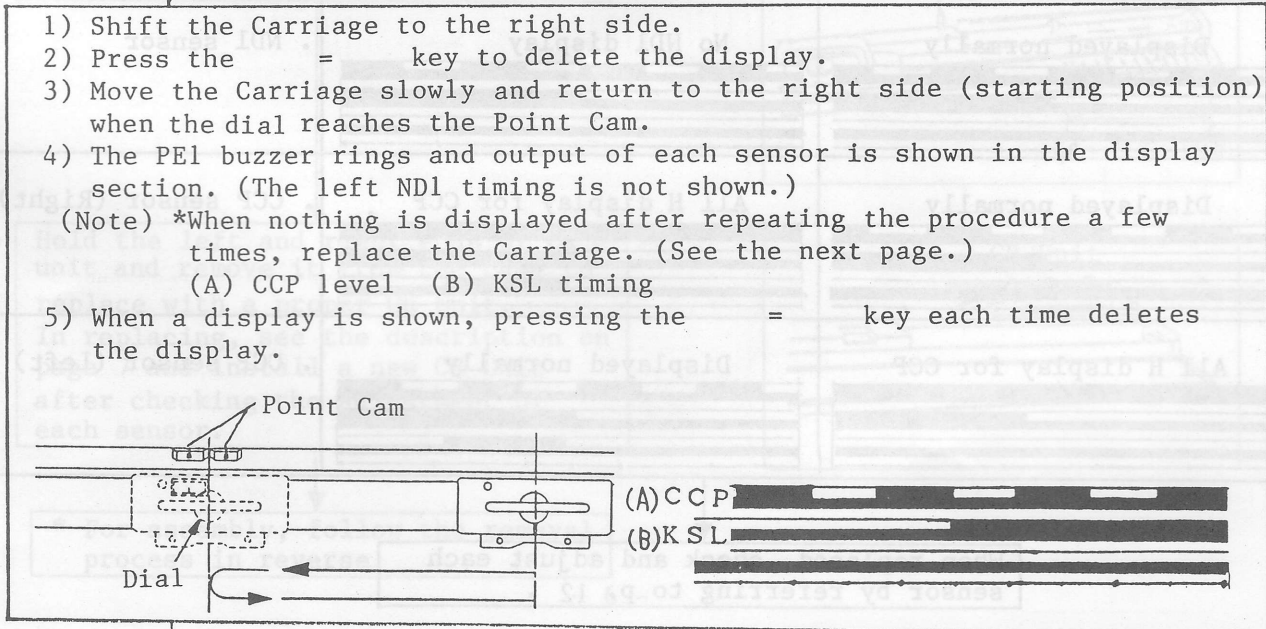 1) Shift the Carriage to the right side.
2) Press the = key to delete the display.
3) Move the Carriage slowly and return to the right side (starting position)
when the dial reaches the Point Cam.
4) The PE1 buzzer rings and output of each sensor is shown in the display
section. (The left ND1 timing is not shown.)
(Note) *When nothing is displayed after repeating the procedure a few
times, replace the Carriage. (See the next page.)
(A) CCP level (B) KSL timing
5) When a display is shown, pressing the = key each time deletes
the display.
Point Cam
(A) CCP
(B) KSL
Dial